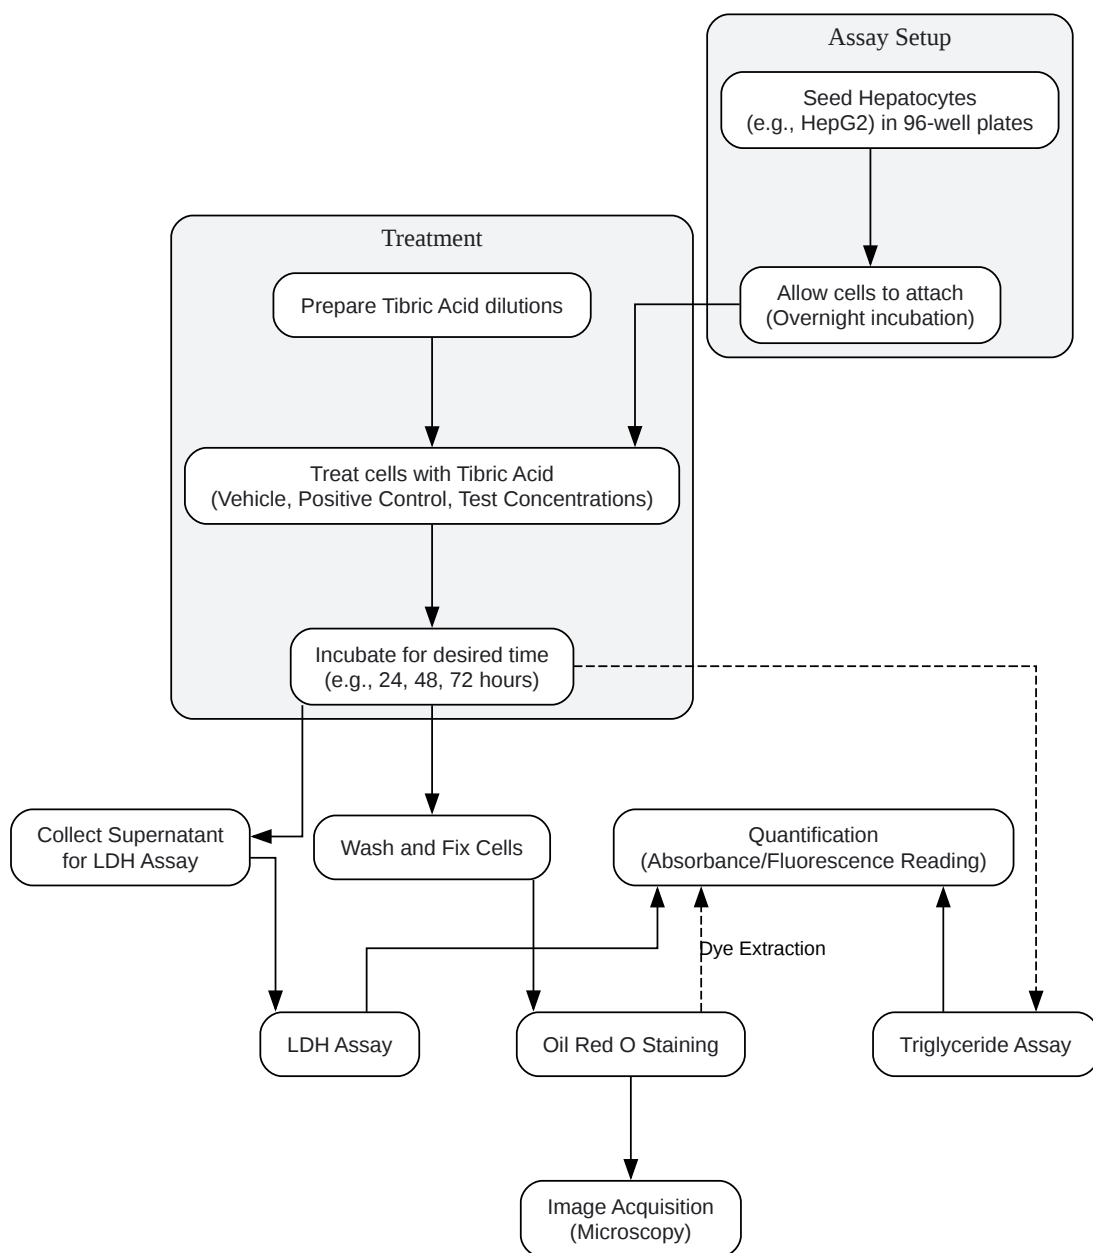 Assay Setup
Seed Hepatocytes
(e.g., HepG2) in 96-well plates
Allow cells to attach
(Overnight incubation)
Treatment
Prepare Tibric Acid dilutions
Treat cells with Tibric Acid
(Vehicle, Positive Control, Test Concentrations)
Incubate for desired time
(e.g., 24, 48, 72 hours)
Collect Supernatant
for LDH Assay
Wash and Fix Cells
Quantification
(Absorbance/Fluorescence Reading)
Dye Extraction
LDH Assay
Oil Red O Staining
Triglyceride Assay
Image Acquisition
(Microscopy)